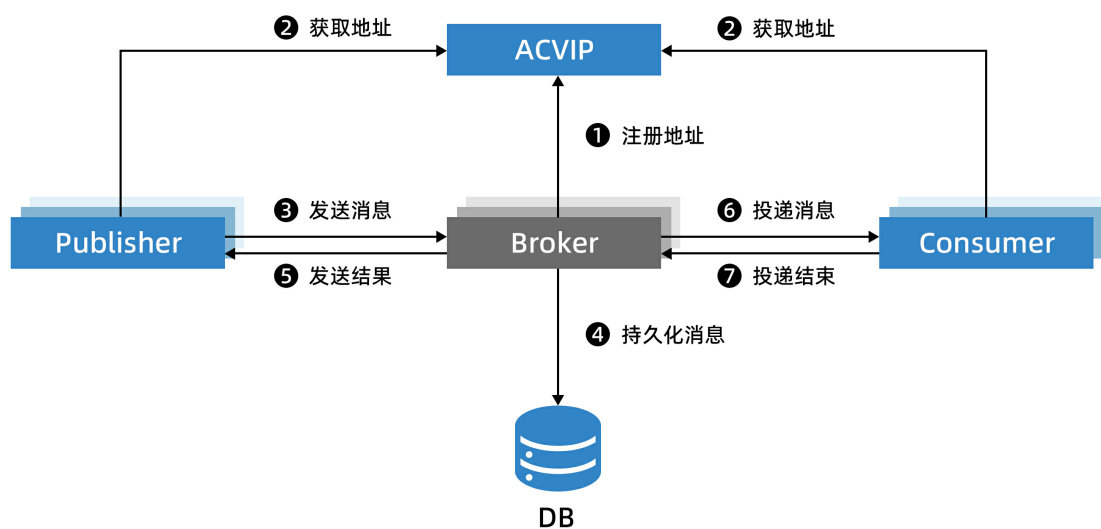 ❷ 获取地址
ACVIP
❷ 获取地址
❶ 注册地址
❸ 发送消息
❻ 投递消息
Publisher
Broker
Consumer
❺ 发送结果
❼ 投递结束
❹ 持久化消息
DB